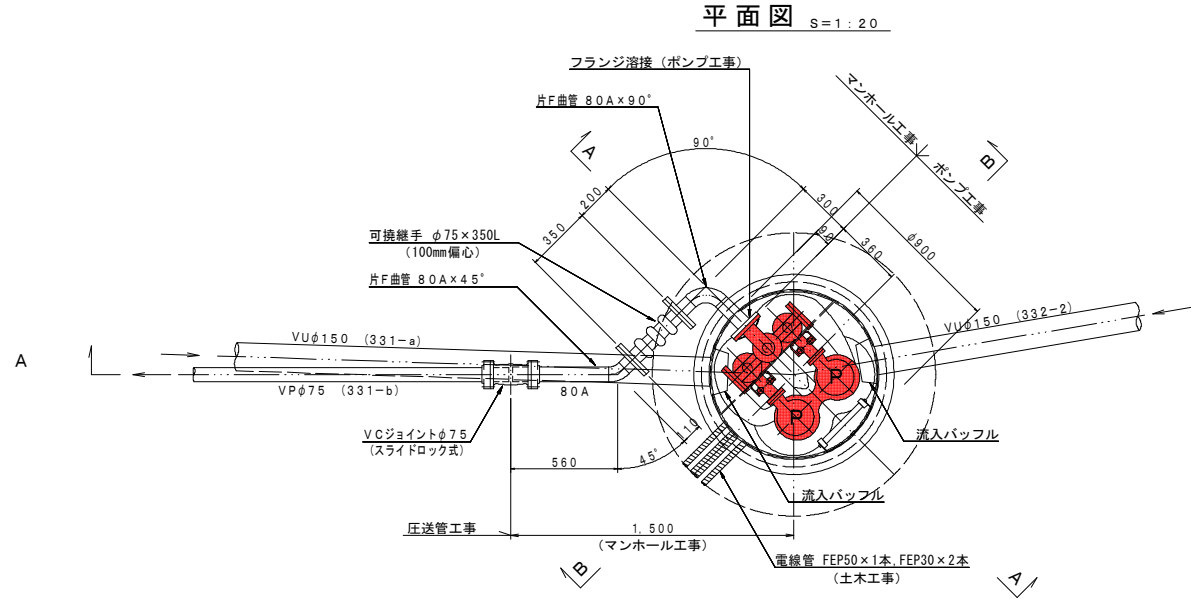 平面図 S=1:20
フランジ溶接（ポンプ工事）
マンホール工事
片F曲管 80A×90°
90°
A
B
ポンプ工事
200
300
350
90
360
φ900
可撓継手 φ75×350L
(100mm偏心)
片F曲管 80A×45°
VUφ150 (332-2)
VUφ150 (331-a)
A
VPφ75 (331-b)
80A
P
P
110
VCジョイントφ75
(スライドロック式)
45°
流入バッフル
560
流入バッフル
圧送管工事
1,500
(マンホール工事)
電線管 FEP50×1本,FEP30×2本
(土木工事)
B
A